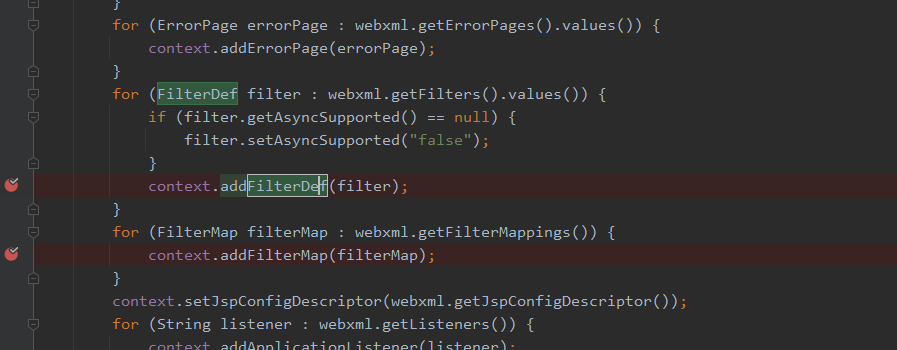 }
for (ErrorPage errorPage : webxml.getErrorPages().values()) {
context.addErrorPage(errorPage);
}
for (FilterDef filter : webxml.getFilters().values()) {
if (filter.getAsyncSupported() == null) {
filter.setAsyncSupported("false");
}
context.addFilterDef(filter);
}
for (FilterMap filterMap : webxml.getFilterMappings()) {
context.addFilterMap(filterMap);
}
context.setJspConfigDescriptor(webxml.getJspConfigDescriptor());
for (String listener : webxml.getListeners()) {
context.addApplicationListener(listener);